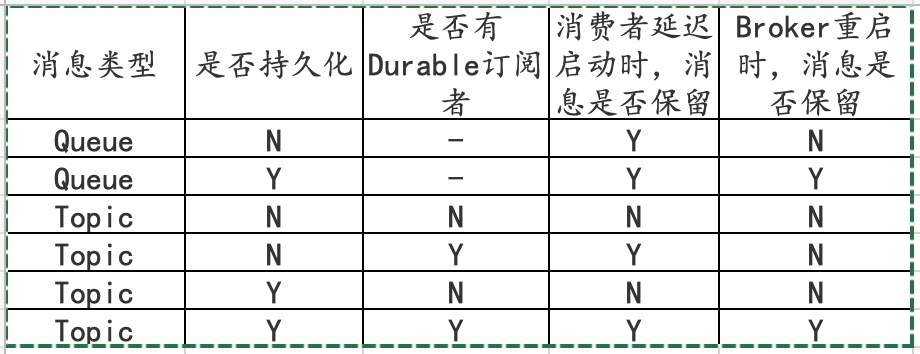 消息类型 是否持久化 是否有Durable订阅者 消费者延迟启动时，消息是否保留 Broker重启时，消息是否保留
Queue N - Y N
Queue Y - Y Y
Topic N N N N
Topic N Y Y N
Topic Y N N N
Topic Y Y Y Y